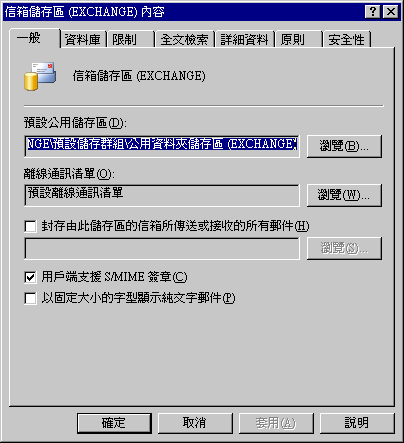 信箱儲存區 (EXCHANGE) 內容
一般 資料庫 限制 全文檢索 詳細資料 原則 安全性
信箱儲存區 (EXCHANGE)
預設公用儲存區(D):
NGE\預設儲存群組\公用資料夾儲存區 (EXCHANGE) 瀏覽(B)...
離線通訊清單(O):
預設離線通訊清單 瀏覽(W)...
封存由此儲存區的信箱所傳送或接收的所有郵件(H)
瀏覽(S)...
用戶端支援 S/MIME 簽章(C)
以固定大小的字型顯示純文字郵件(P)
確定 取消 套用(A) 說明